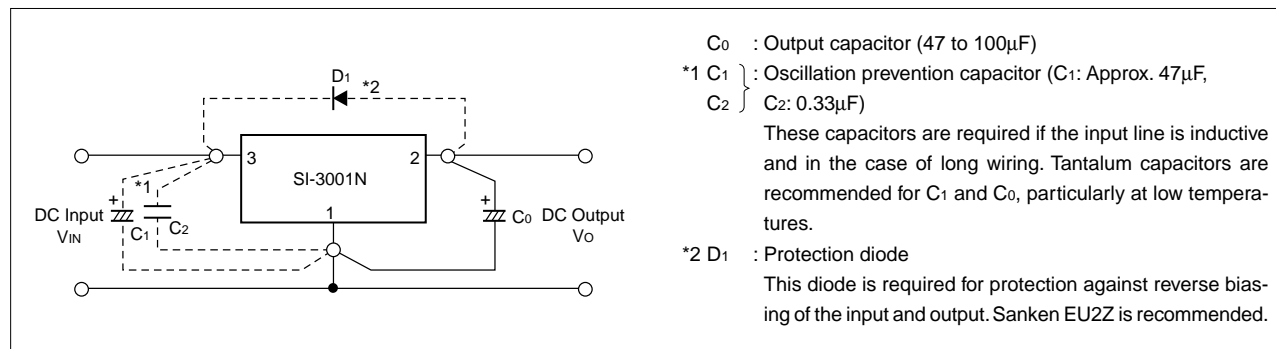 D1
*2
3
2
SI-3001N
1
*1
+
+
DC Input
VIN
C1
C2
C0
DC Output
VO
C0 : Output capacitor (47 to 100μF)
*1 C1 : Oscillation prevention capacitor (C1: Approx. 47μF,
C2 C2: 0.33μF)
These capacitors are required if the input line is inductive
and in the case of long wiring. Tantalum capacitors are
recommended for C1 and C0, particularly at low tempera-
tures.
*2 D1 : Protection diode
This diode is required for protection against reverse bias-
ing of the input and output. Sanken EU2Z is recommended.